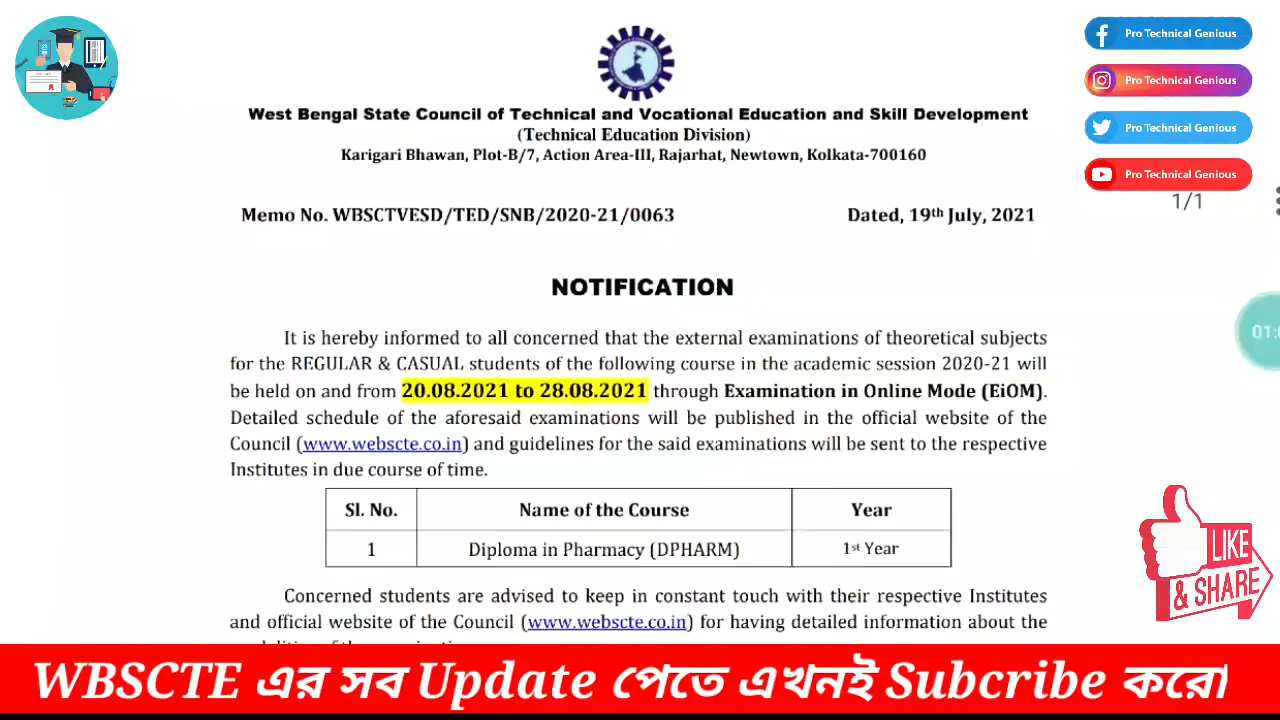 West Bengal State Council of Technical and Vocational Education and Skill Development
(Technical Education Division)
Karigari Bhawan, Plot-B/7, Action Area-III, Rajarhat, Newtown, Kolkata-700160
Pro Technical Genious
Pro Technical Genious
Pro Technical Genious
Pro Technical Genious
1/1
Memo No. WBSCTVESD/TED/SNB/2020-21/0063 Dated, 19th July, 2021
NOTIFICATION
It is hereby informed to all concerned that the external examinations of theoretical subjects
for the REGULAR & CASUAL students of the following course in the academic session 2020-21 will
be held on and from 20.08.2021 to 28.08.2021 through Examination in Online Mode (EiOM).
Detailed schedule of the aforesaid examinations will be published in the official website of the
Council (www.webscte.co.in) and guidelines for the said examinations will be sent to the respective
Institutes in due course of time.
Sl. No. Name of the Course Year
1 Diploma in Pharmacy (DPHARM) 1st Year
LIKE
& SHARE
Concerned students are advised to keep in constant touch with their respective Institutes
and official website of the Council (www.webscte.co.in) for having detailed information about the
WBSCTE এর সব Update পেতে এখনই Subcribe করো